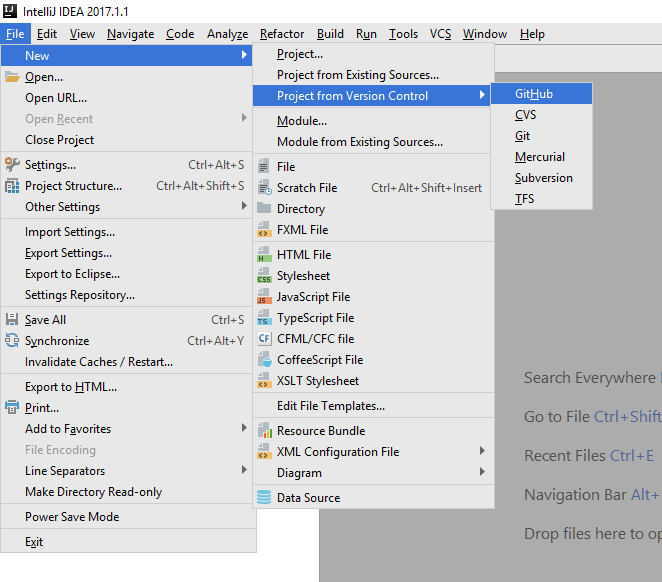 IntelliJ IDEA 2017.1.1
File Edit View Navigate Code Analyze Refactor Build Run Tools VCS Window Help
New
Open...
Open URL...
Open Recent
Close Project
Settings... Ctrl+Alt+S
Project Structure... Ctrl+Alt+Shift+S
Other Settings
Import Settings...
Export Settings...
Export to Eclipse...
Settings Repository...
Save All Ctrl+S
Synchronize Ctrl+Alt+Y
Invalidate Caches / Restart...
Export to HTML...
Print...
Add to Favorites
File Encoding
Line Separators
Make Directory Read-only
Power Save Mode
Exit
Project...
Project from Existing Sources...
Project from Version Control
Module...
Module from Existing Sources...
File
Scratch File Ctrl+Alt+Shift+Insert
Directory
FXML File
HTML File
Stylesheet
JavaScript File
TypeScript File
CFML/CFC file
CoffeeScript File
XSLT Stylesheet
Edit File Templates...
Resource Bundle
XML Configuration File
Diagram
Data Source
GitHub
CVS
Git
Mercurial
Subversion
TFS
Search Everywhere
Go to File Ctrl+Shift
Recent Files Ctrl+E
Navigation Bar Alt+
Drop files here to